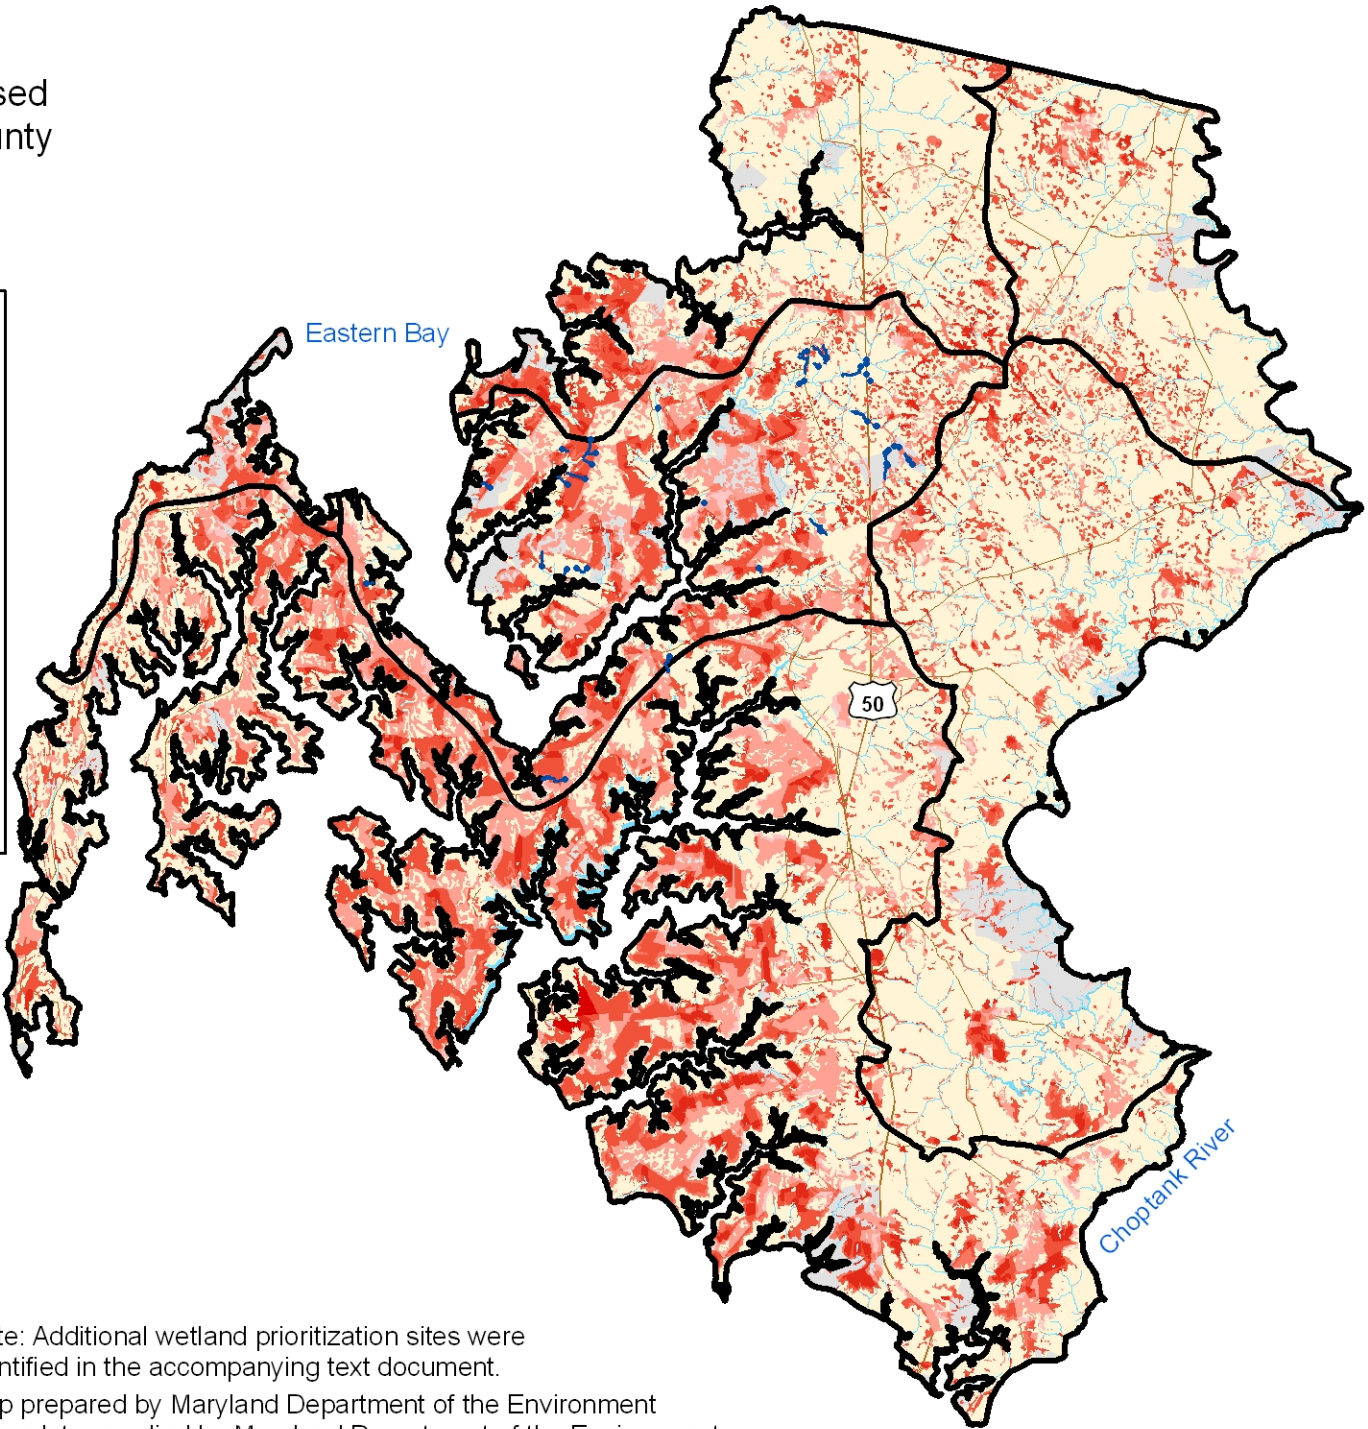 sed
unty
Eastern Bay
50
Choptank River
te: Additional wetland prioritization sites were
ntified in the accompanying text document.
p prepared by Maryland Department of the Environment